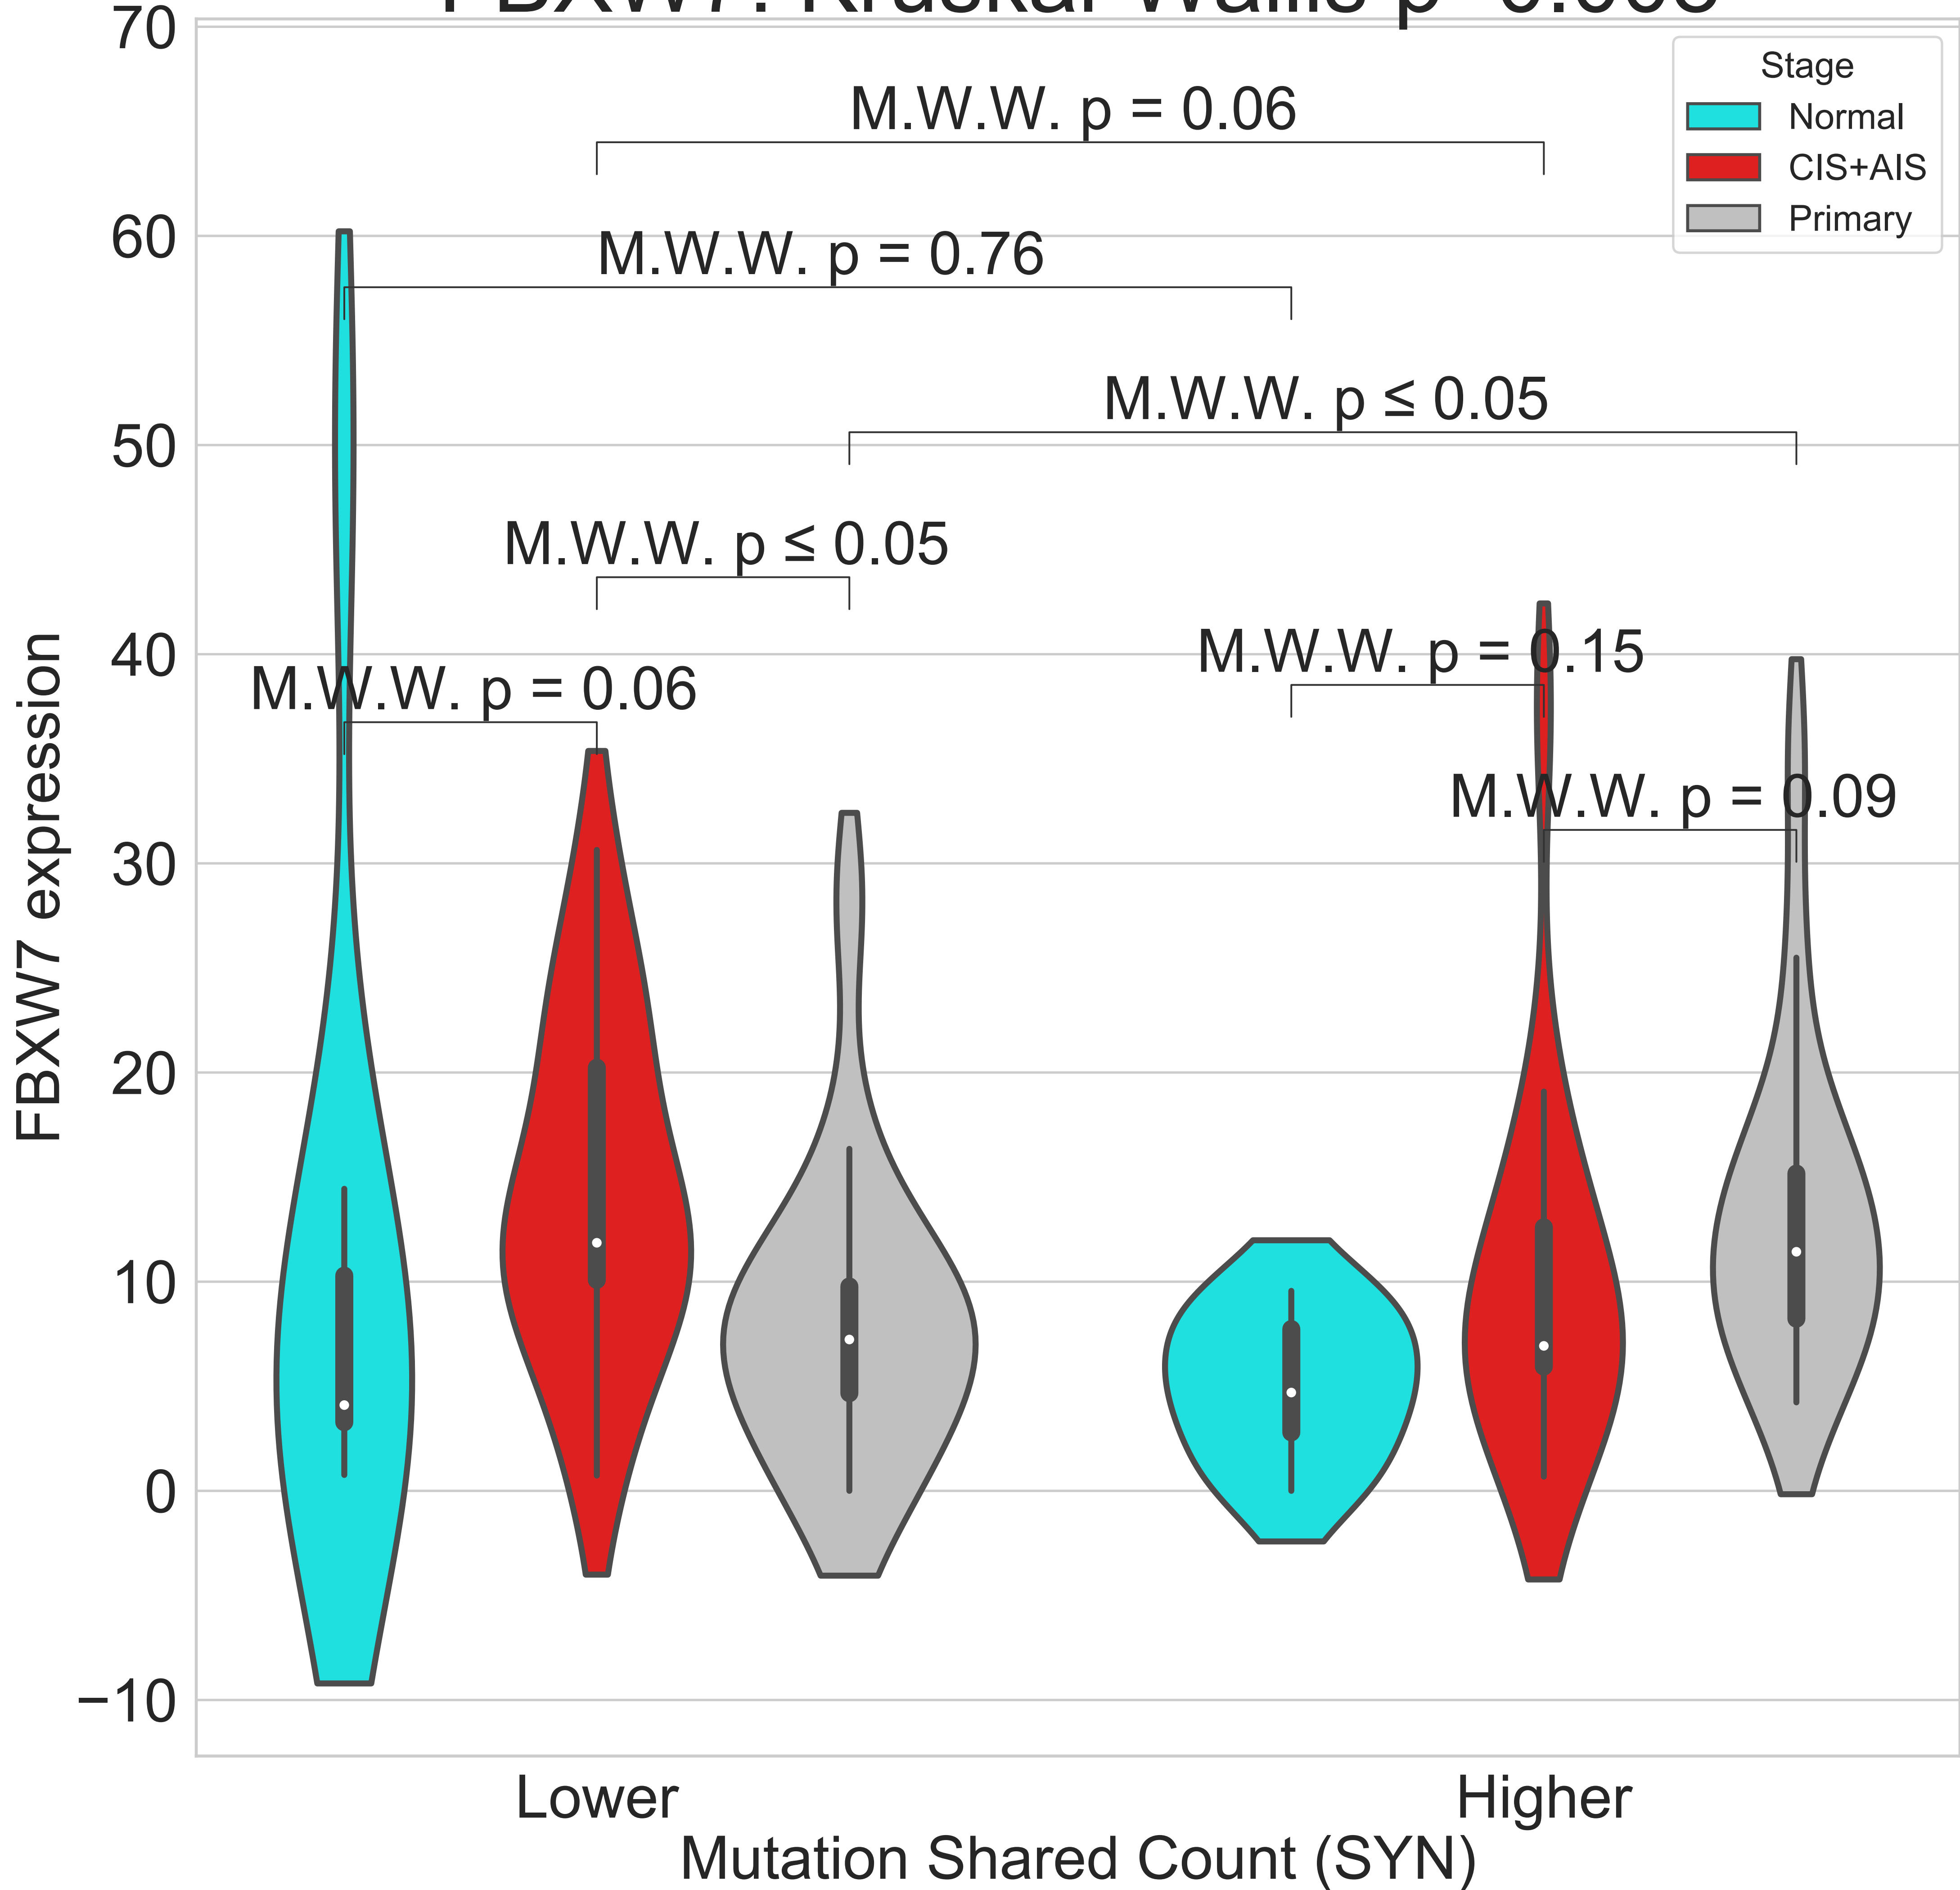 70
Stage
Normal
CIS+AIS
Primary
M.W.W. p = 0.06
60
M.W.W. p = 0.76
M.W.W. p ≤ 0.05
50
M.W.W. p ≤ 0.05
40
M.W.W. p = 0.15
M.W.W. p = 0.06
M.W.W. p = 0.09
30
FBXW7 expression
20
10
0
−10
Lower
Higher
Mutation Shared Count (SYN)